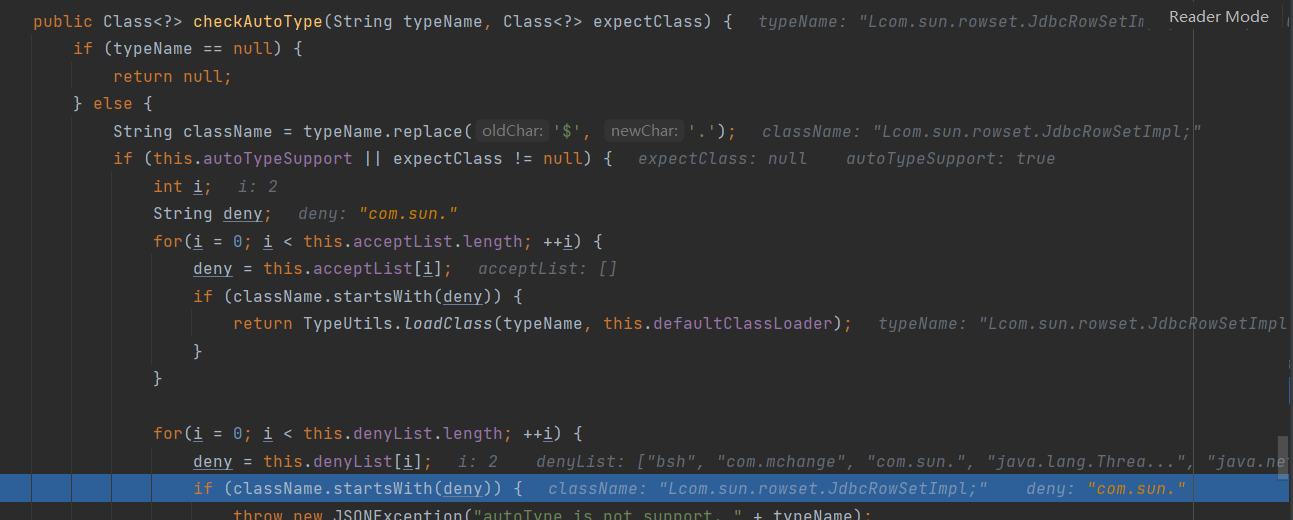 public Class<?> checkAutoType(String typeName, Class<?> expectClass) { typeName: "Lcom.sun.rowset.JdbcRowSetIm Reader Mode
if (typeName == null) {
return null;
} else {
String className = typeName.replace( oldChar: '$', newChar: '.'); className: "Lcom.sun.rowset.JdbcRowSetImpl;"
if (this.autoTypeSupport || expectClass != null) { expectClass: null autoTypeSupport: true
int i; i: 2
String deny; deny: "com.sun."
for(i = 0; i < this.acceptList.length; ++i) {
deny = this.acceptList[i]; acceptList: []
if (className.startsWith(deny)) {
return TypeUtils.loadClass(typeName, this.defaultClassLoader); typeName: "Lcom.sun.rowset.JdbcRowSetImpl
}
}
for(i = 0; i < this.denyList.length; ++i) {
deny = this.denyList[i]; i: 2 denyList: ["bsh", "com.mchange", "com.sun.", "java.lang.Threa...", "java.ne
if (className.startsWith(deny)) { className: "Lcom.sun.rowset.JdbcRowSetImpl;" deny: "com.sun."
throw new JSONException("autoType is not support. " + typeName);